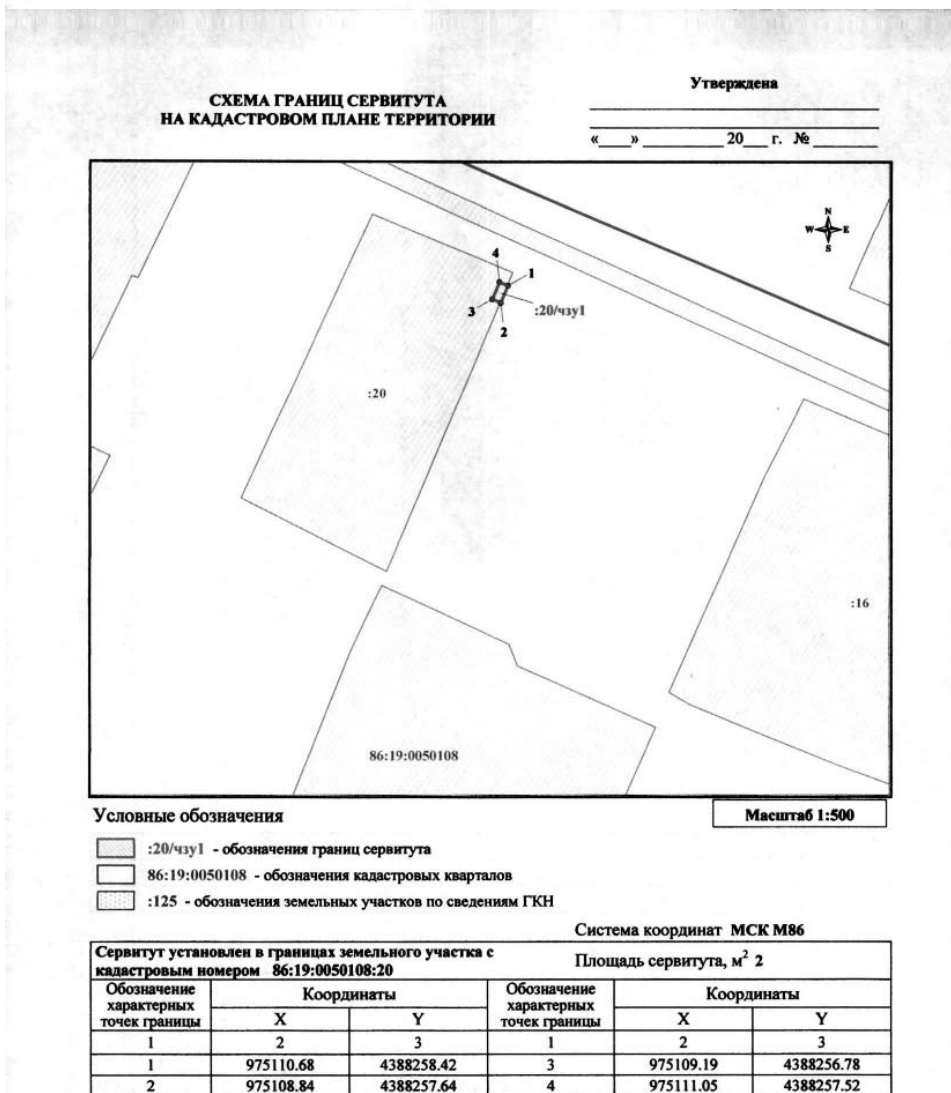 Утверждена
СХЕМА ГРАНИЦ СЕРВИТУТА
НА КАДАСТРОВОМ ПЛАНЕ ТЕРРИТОРИИ
«___» _________ 20___ г. № _______
N
W E
S
4
1
:20/чзу1
3
2
:20
:16
86:19:0050108
Условные обозначения
Масштаб 1:500
:20/чзу1 - обозначения границ сервитута
86:19:0050108 - обозначения кадастровых кварталов
:125 - обозначения земельных участков по сведениям ГКН
Система координат МСК М86
Сервитут установлен в границах земельного участка с
кадастровым номером 86:19:0050108:20
Площадь сервитута, м² 2
Обозначение характерных точек границы Координаты Обозначение характерных точек границы Координаты
X Y X Y
1 2 3 1 2 3
1 975110.68 4388258.42 3 975109.19 4388256.78
2 975108.84 4388257.64 4 975111.05 4388257.52